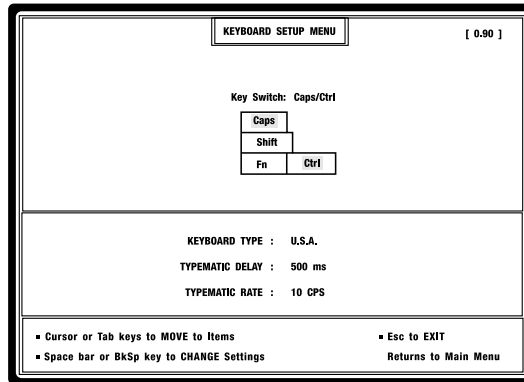 KEYBOARD SETUP MENU [ 0.90 ]
Key Switch: Caps/Ctrl
Caps
Shift
Fn Ctrl
KEYBOARD TYPE : U.S.A.
TYPEMATIC DELAY : 500 ms
TYPEMATIC RATE : 10 CPS
▪ Cursor or Tab keys to MOVE to Items ▪ Esc to EXIT
▪ Space bar or BkSp key to CHANGE Settings Returns to Main Menu